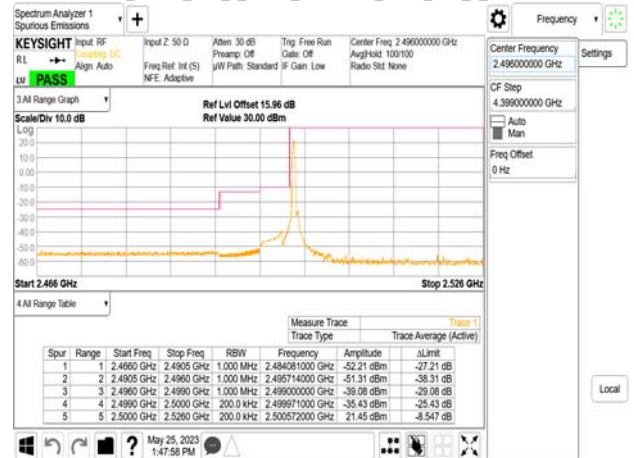 Spectrum Analyzer 1
Spurious Emissions
Frequency
KEYSIGHT Input: RF Input Z: 50 Ω Atten: 30 dB Trig: Free Run Center Freq: 2.496000000 GHz
RL Coupling: DC Preamp: Off Gate: Off Avg|Hold: 100/100
Align: Auto Freq Ref: Int (S) µW Path: Standard IF Gain: Low Radio Std: None
NFE: Adaptive
PASS
Center Frequency
2.496000000 GHz
Settings
CF Step
4.399000000 GHz
Auto
Man
Freq Offset
0 Hz
Local
3 All Range Graph
Scale/Div 10.0 dB
Ref Lvl Offset 15.96 dB
Ref Value 30.00 dBm
Log
20.0
10.0
0.00
-10.0
-20.0
-30.0
-40.0
-50.0
-60.0
Start 2.466 GHz Stop 2.526 GHz
4 All Range Table
Measure Trace Trace 1
Trace Type Trace Average (Active)
Spur Range Start Freq Stop Freq RBW Frequency Amplitude ΔLimit
1 1 2.4660 GHz 2.4905 GHz 1.000 MHz 2.484081000 GHz -52.21 dBm -27.21 dB
2 2 2.4905 GHz 2.4960 GHz 1.000 MHz 2.495714000 GHz -51.31 dBm -38.31 dB
3 3 2.4960 GHz 2.4990 GHz 1.000 MHz 2.499000000 GHz -39.08 dBm -29.08 dB
4 4 2.4990 GHz 2.5000 GHz 200.0 kHz 2.499971000 GHz -35.43 dBm -25.43 dB
5 5 2.5000 GHz 2.5260 GHz 200.0 kHz 2.500572000 GHz 21.45 dBm -8.547 dB
May 25, 2023
1:47:58 PM